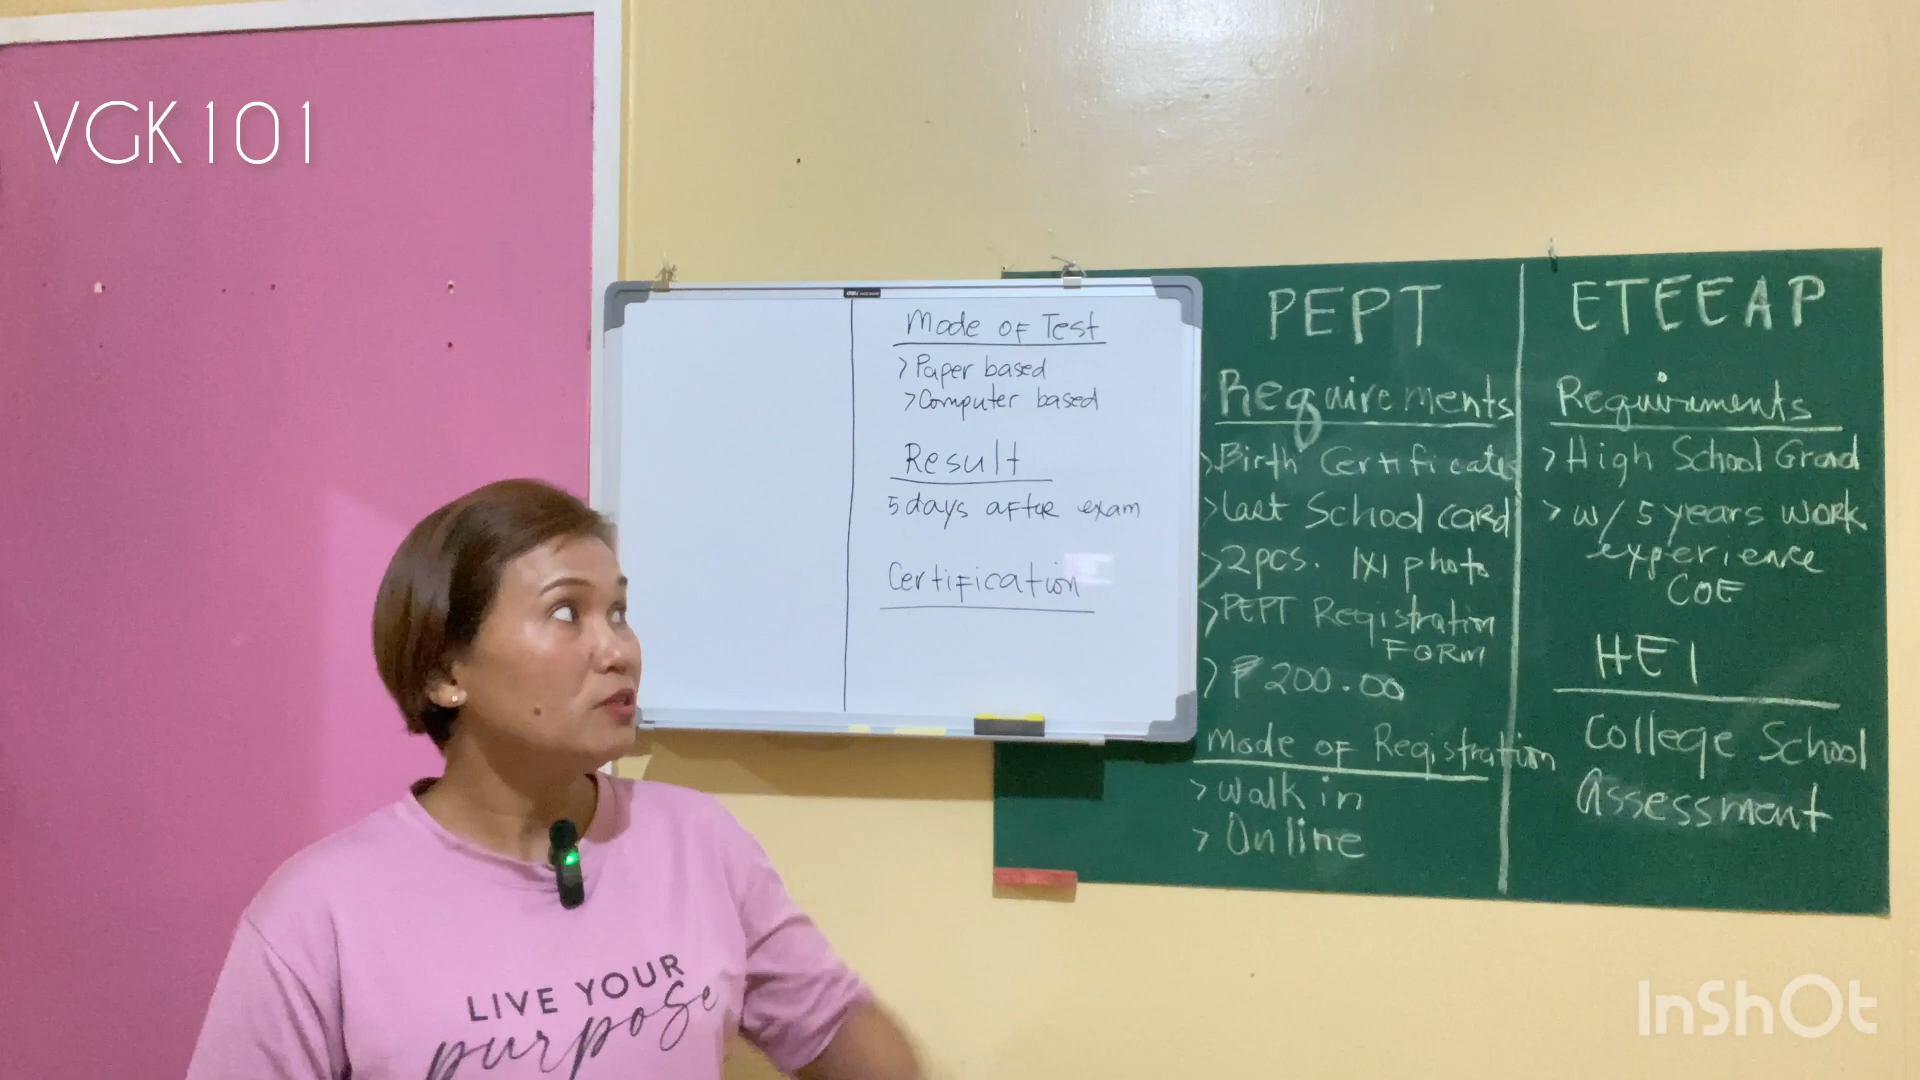 VGK101
Mode of Test
> Paper based
> Computer based
Result
5 days after exam
Certification
PEPT
Requirements
> Birth Certificate
> Last School card
> 2pcs. 1x1 photo
> PEPT Registration
FORM
> ₱200.00
Mode of Registration
> Walk in
> Online
ETEEAP
Requirements
> High School Grad
> w/ 5 years work
experience
COE
HEI
College School
Assessment
LIVE YOUR
purpose
InShOt